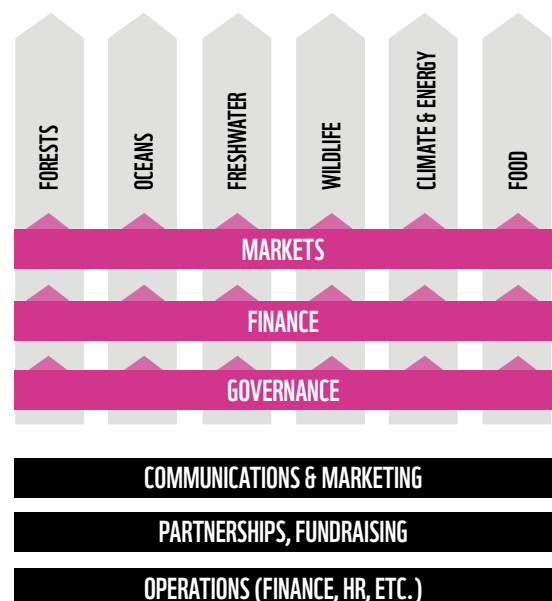 FORESTS
OCEANS
FRESHWATER
WILDLIFE
CLIMATE & ENERGY
FOOD
MARKETS
FINANCE
GOVERNANCE
COMMUNICATIONS & MARKETING
PARTNERSHIPS, FUNDRAISING
OPERATIONS (FINANCE, HR, ETC.)